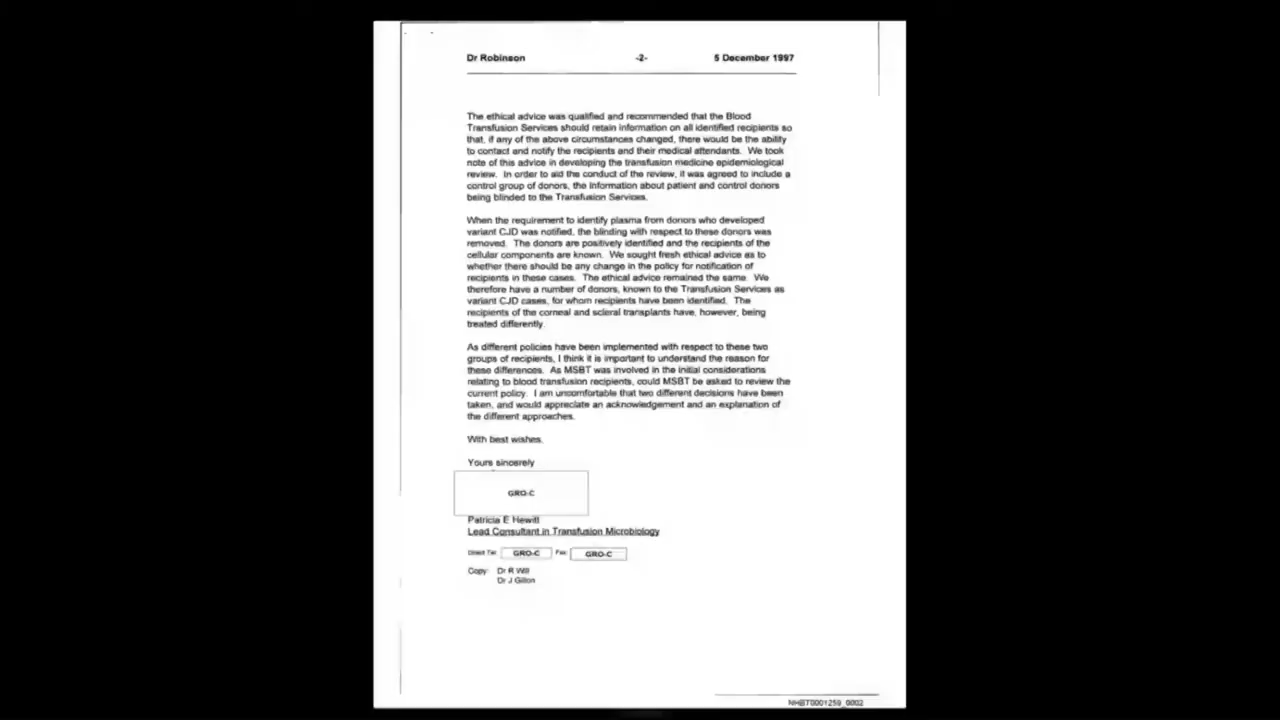 Dr Robinson -2- 5 December 1997
The ethical advice was qualified and recommended that the Blood
Transfusion Services should retain information on all identified recipients so
that, if any of the above circumstances changed, there would be the ability
to contact and notify the recipients and their medical attendants. We took
note of this advice in developing the transfusion medicine epidemiological
review. In order to aid the conduct of the review, it was agreed to include a
control group of donors, the information about patient and control donors
being blinded to the Transfusion Services.
When the requirement to identify plasma from donors who developed
variant CJD was notified, the blinding with respect to these donors was
removed. The donors are positively identified and the recipients of the
cellular components are known. We sought fresh ethical advice as to
whether there should be any change in the policy for notification of
recipients in these cases. The ethical advice remained the same. We
therefore have a number of donors, known to the Transfusion Services as
variant CJD cases, for whom recipients have been identified. The
recipients of the corneal and scleral transplants have, however, being
treated differently.
As different policies have been implemented with respect to these two
groups of recipients, I think it is important to understand the reason for
these differences. As MSBT was involved in the initial considerations
relating to blood transfusion recipients, could MSBT be asked to review the
current policy. I am uncomfortable that two different decisions have been
taken, and would appreciate an acknowledgement and an explanation of
the different approaches.
With best wishes.
Yours sincerely
GRO-C
Patricia E Hewitt
Lead Consultant in Transfusion Microbiology
Direct Tel: GRO-C Fax: GRO-C
Copy: Dr R Will
Dr J Gillon
NHBT0001259_0002